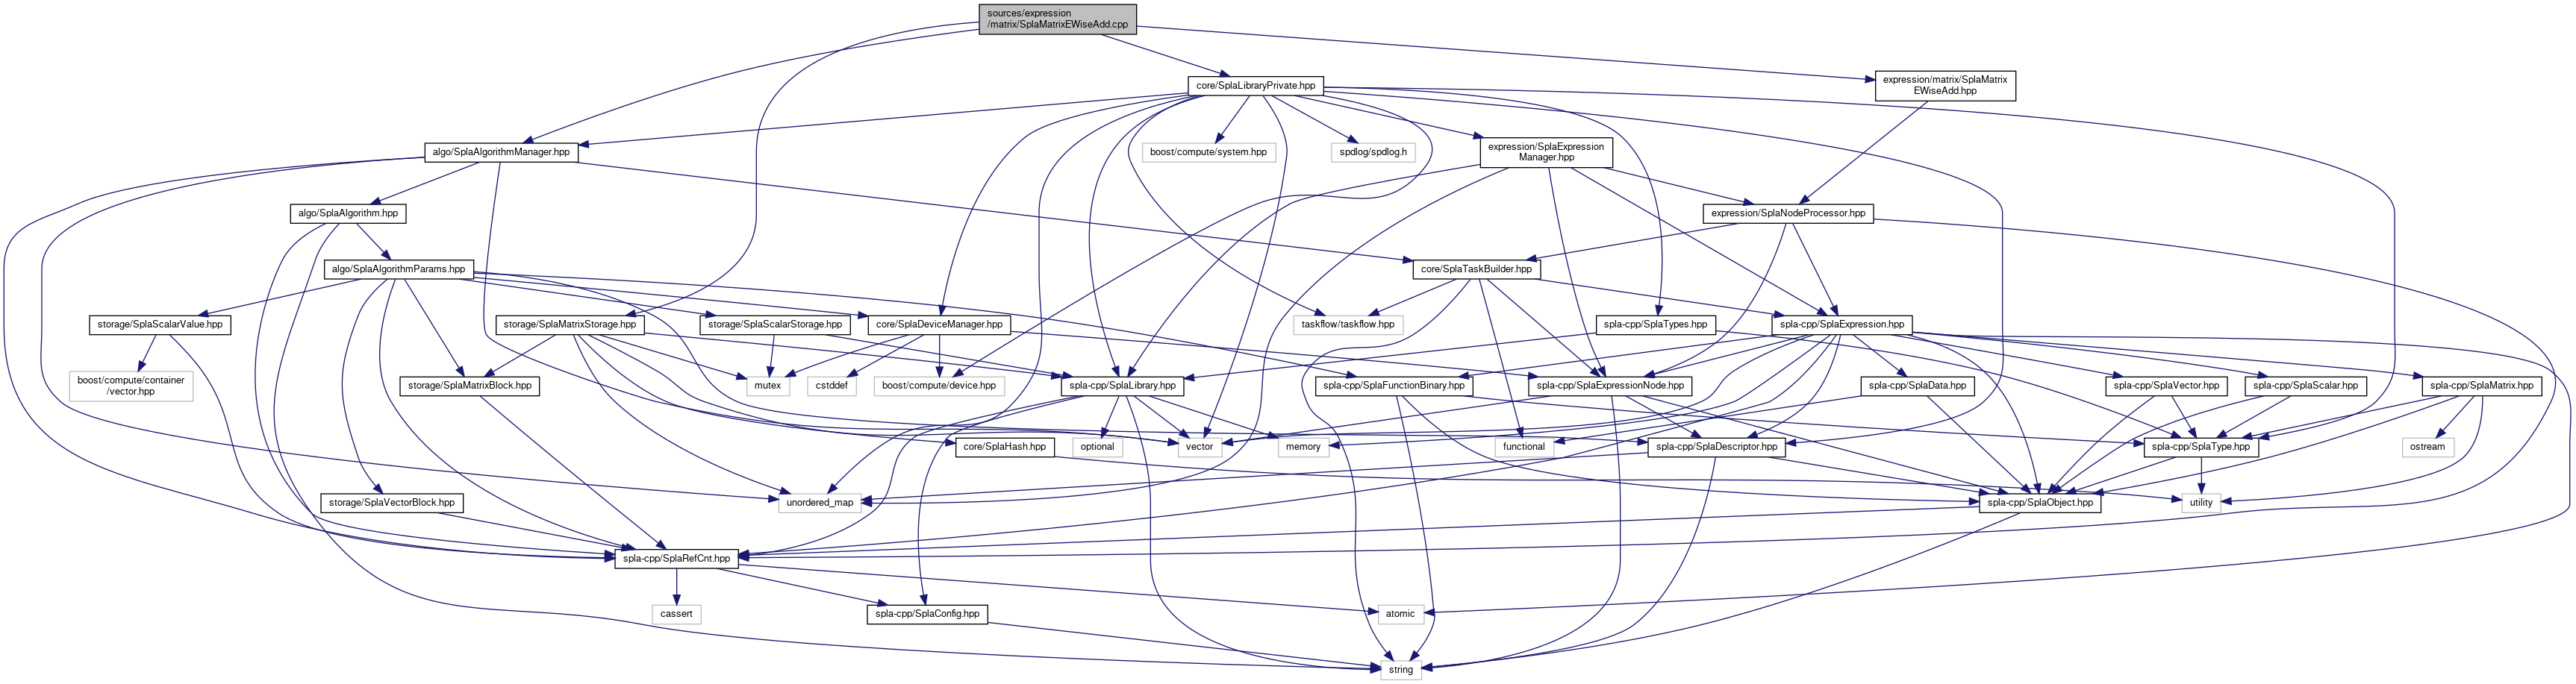 sources/expression
/matrix/SplaMatrixEWiseAdd.cpp
core/SplaLibraryPrivate.hpp
expression/matrix/SplaMatrix
EWiseAdd.hpp
algo/SplaAlgorithmManager.hpp
boost/compute/system.hpp
spdlog/spdlog.h
expression/SplaExpression
Manager.hpp
algo/SplaAlgorithm.hpp
expression/SplaNodeProcessor.hpp
algo/SplaAlgorithmParams.hpp
core/SplaTaskBuilder.hpp
storage/SplaScalarValue.hpp
storage/SplaMatrixStorage.hpp
storage/SplaScalarStorage.hpp
core/SplaDeviceManager.hpp
taskflow/taskflow.hpp
spla-cpp/SplaTypes.hpp
spla-cpp/SplaExpression.hpp
boost/compute/container
/vector.hpp
storage/SplaMatrixBlock.hpp
mutex
cstddef
boost/compute/device.hpp
spla-cpp/SplaLibrary.hpp
spla-cpp/SplaFunctionBinary.hpp
spla-cpp/SplaExpressionNode.hpp
spla-cpp/SplaData.hpp
spla-cpp/SplaVector.hpp
spla-cpp/SplaScalar.hpp
spla-cpp/SplaMatrix.hpp
core/SplaHash.hpp
optional
vector
memory
functional
spla-cpp/SplaDescriptor.hpp
spla-cpp/SplaType.hpp
ostream
storage/SplaVectorBlock.hpp
unordered_map
spla-cpp/SplaObject.hpp
utility
spla-cpp/SplaRefCnt.hpp
cassert
spla-cpp/SplaConfig.hpp
atomic
string